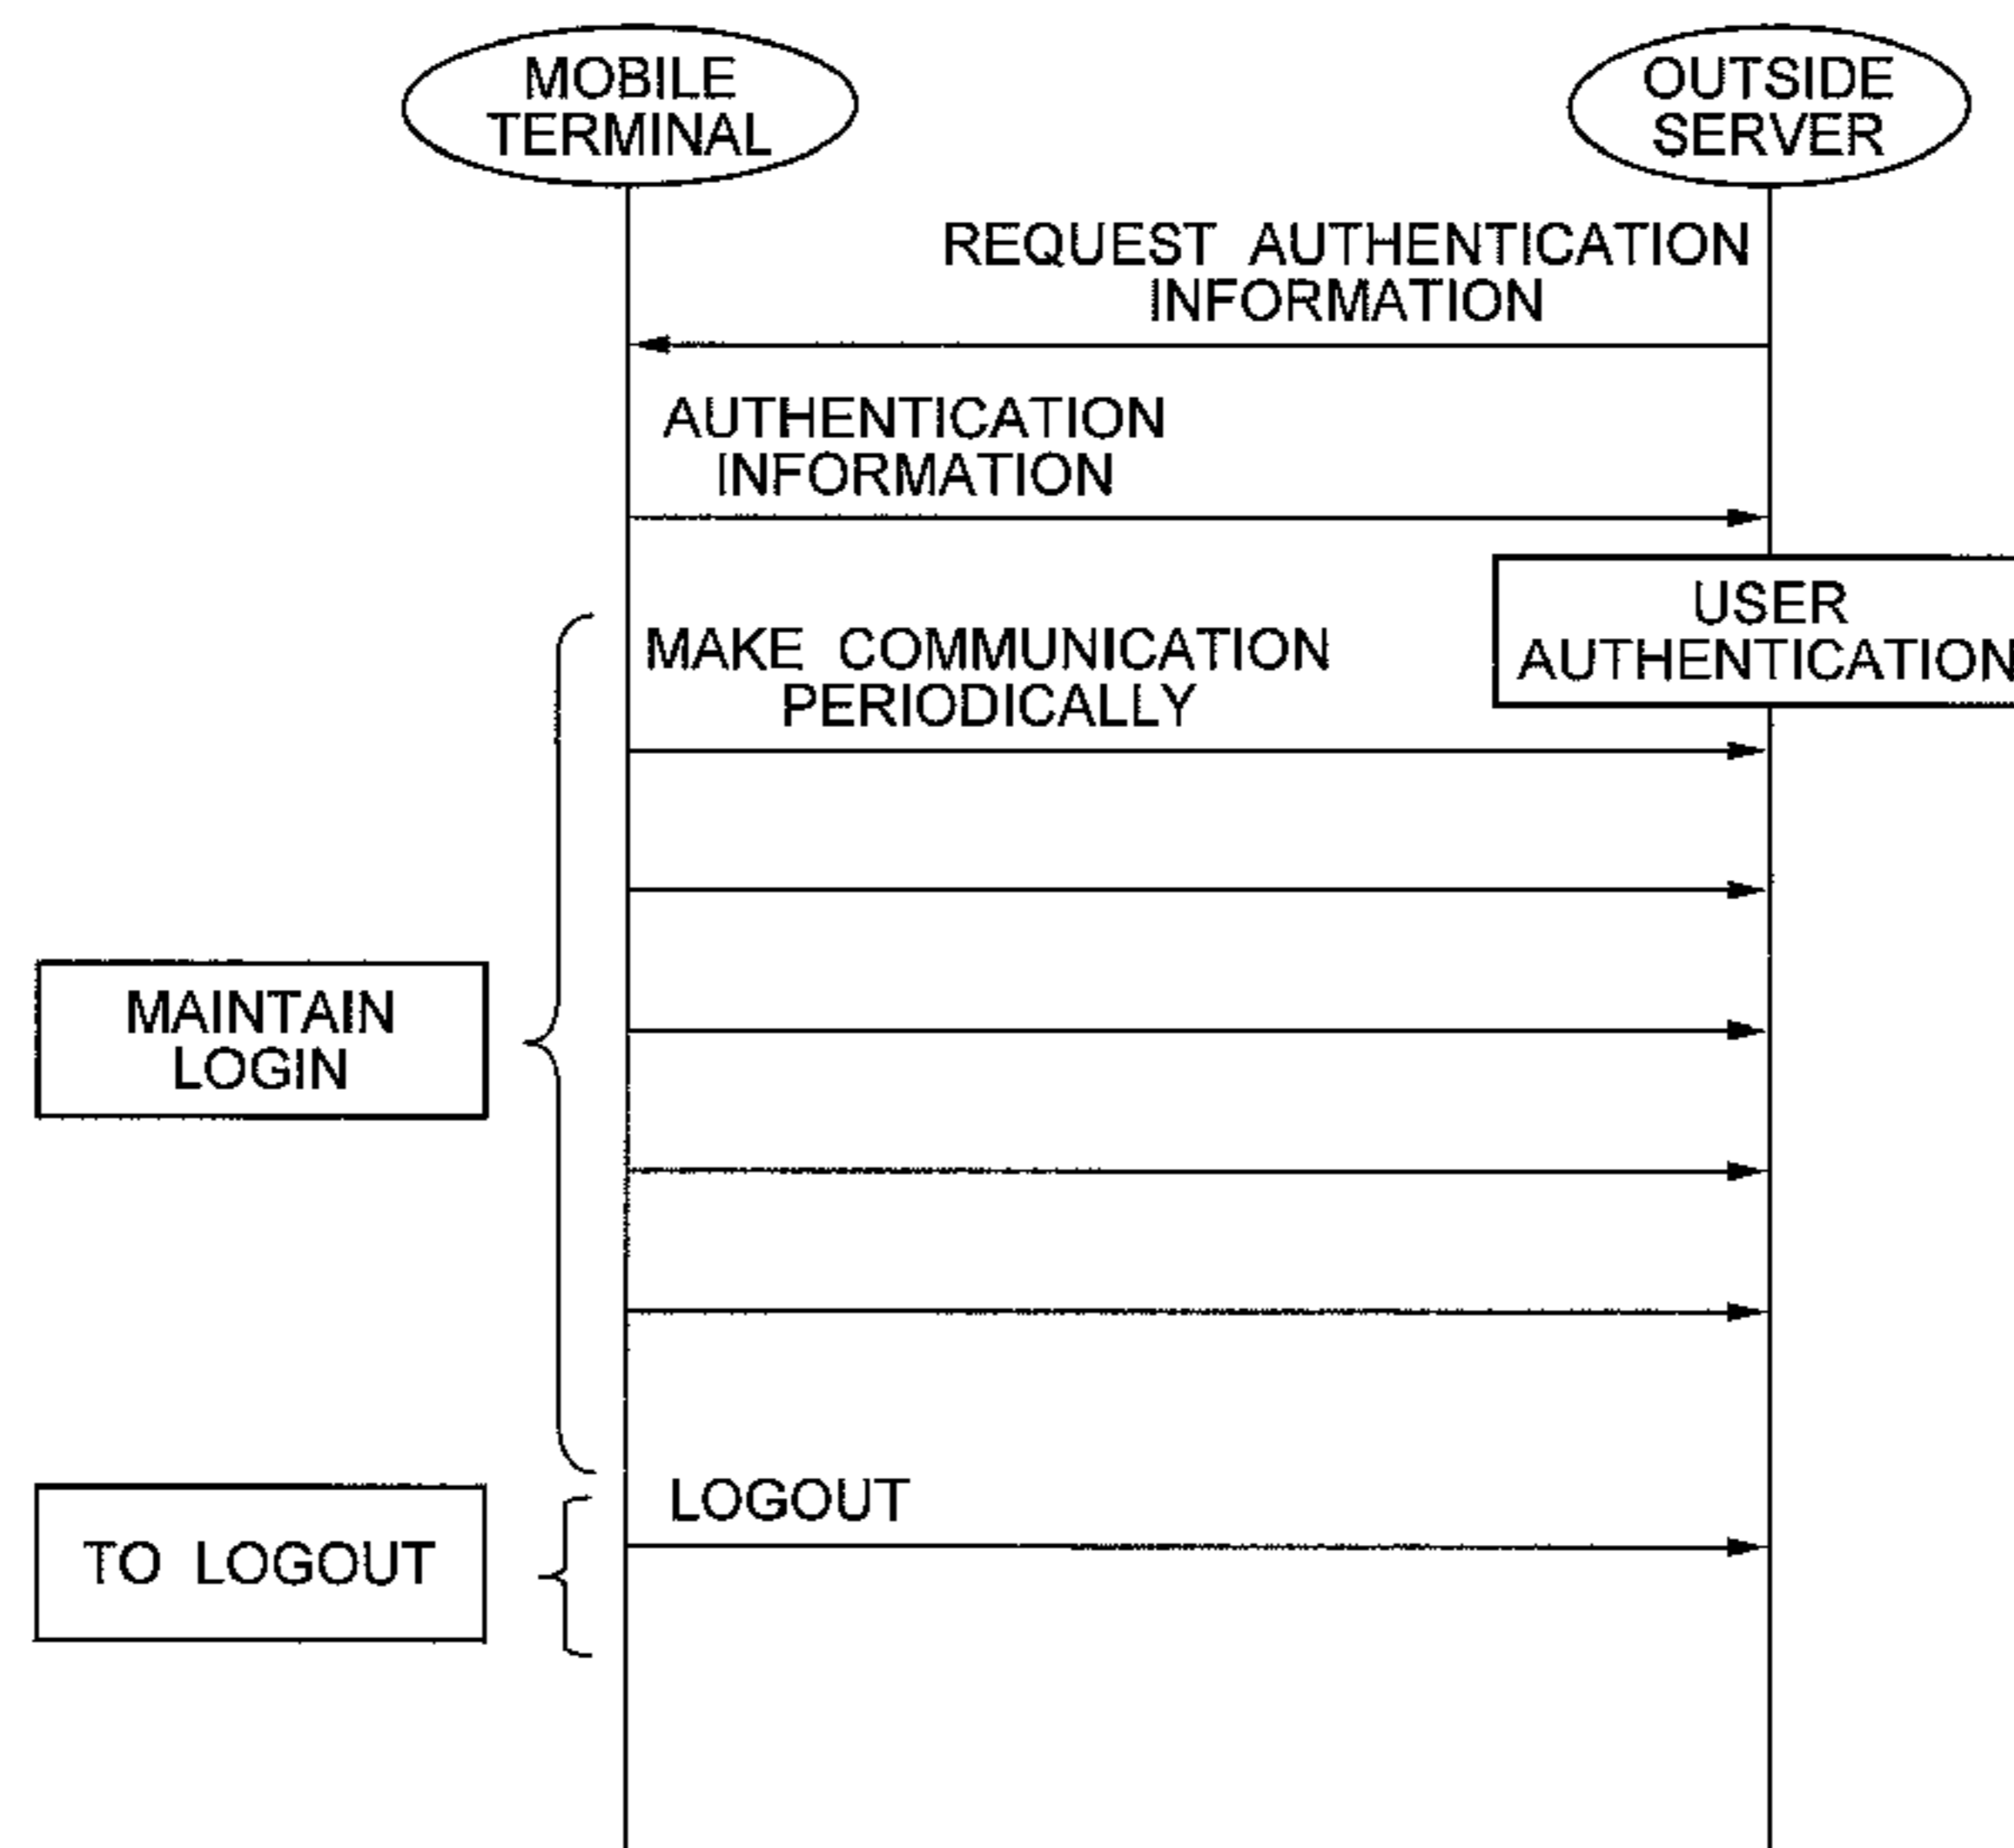 MOBILE
TERMINAL
OUTSIDE
SERVER
REQUEST AUTHENTICATION
INFORMATION
AUTHENTICATION
INFORMATION
USER
AUTHENTICATION
MAKE COMMUNICATION
PERIODICALLY
MAINTAIN
LOGIN
LOGOUT
TO LOGOUT